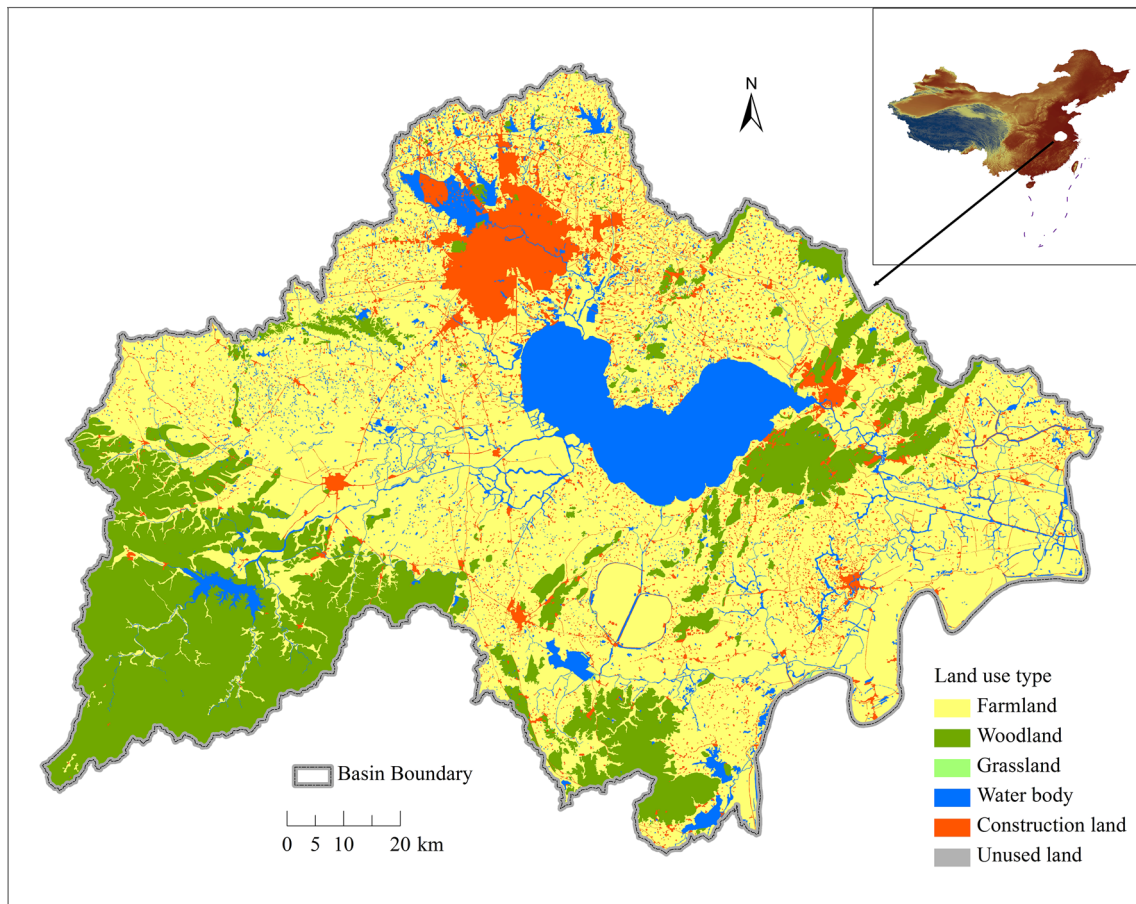 N
Land use type
Farmland
Woodland
Grassland
Water body
Construction land
Unused land
Basin Boundary
0 5 10 20 km